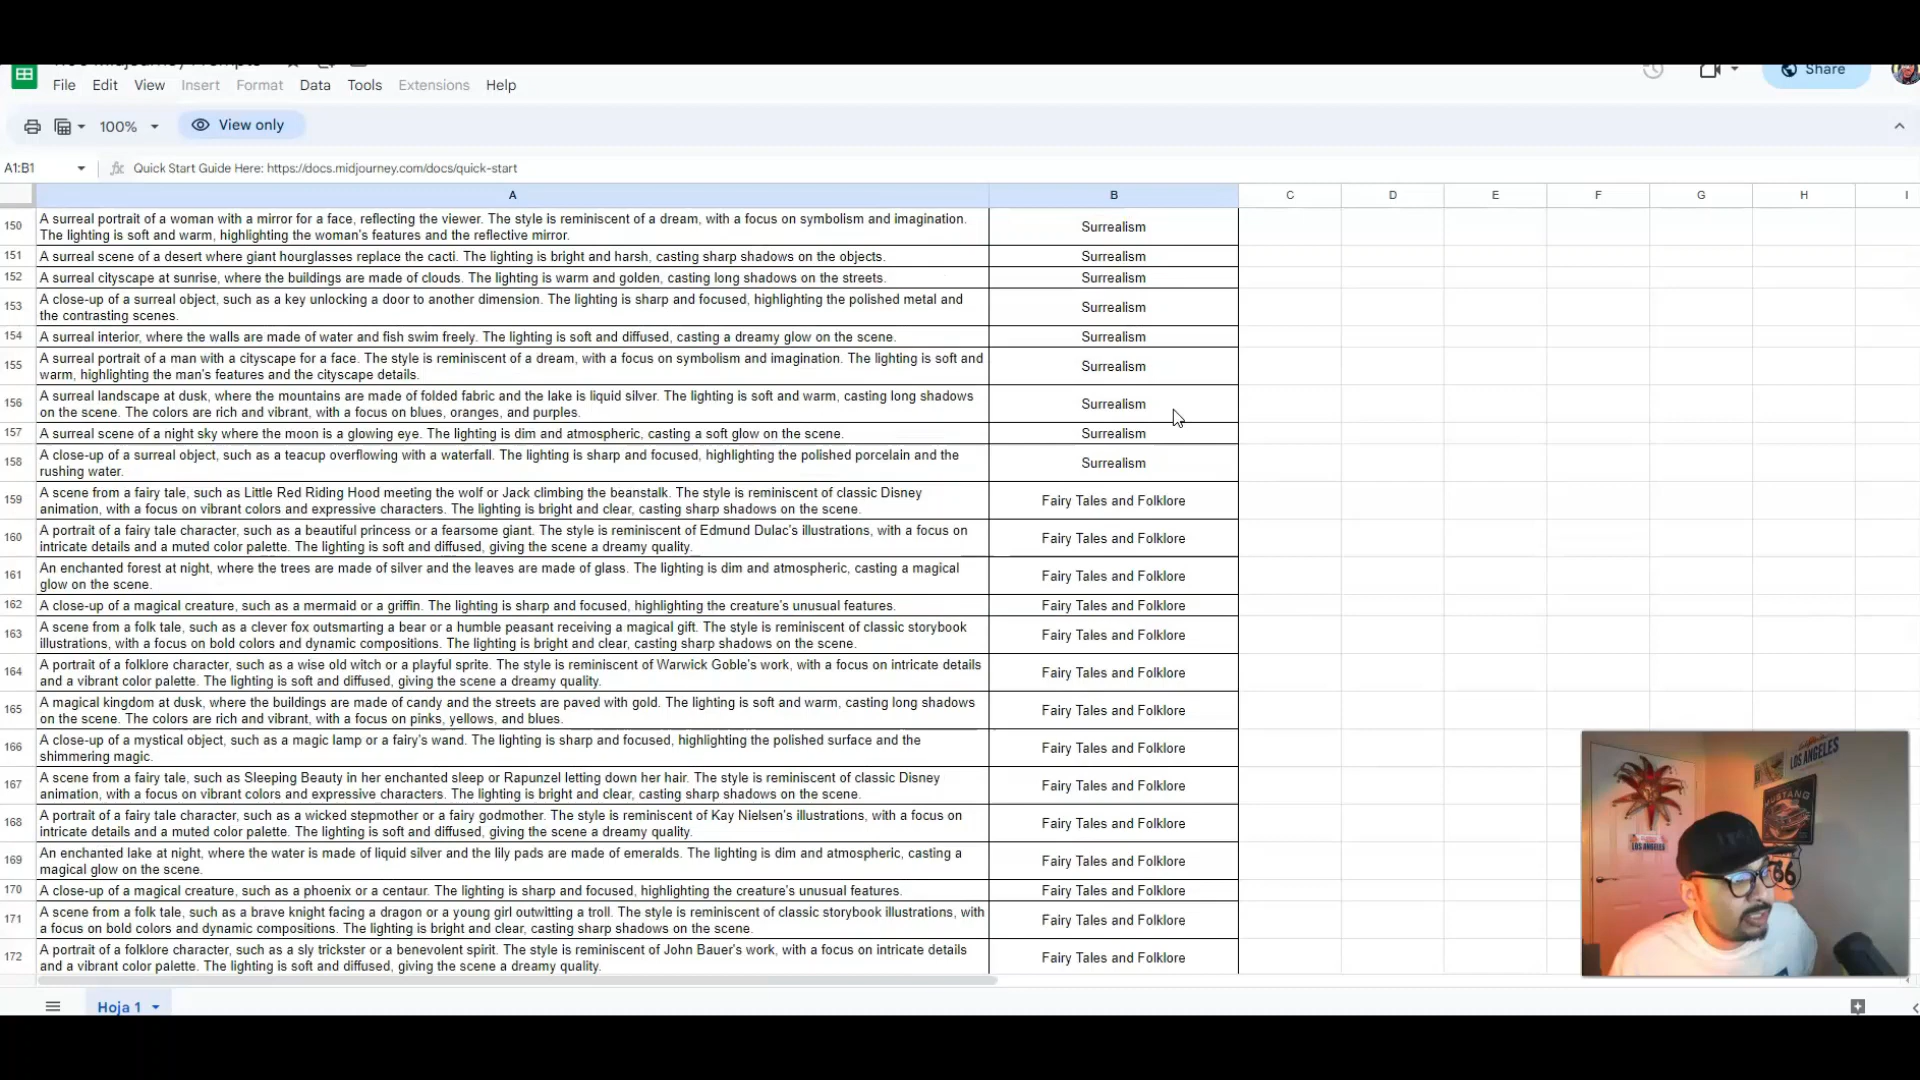 File Edit View Insert Format Data Tools Extensions Help
Share
100%
View only
A1:B1
fx Quick Start Guide Here: https://docs.midjourney.com/docs/quick-start
A B C D E F G H I
150 A surreal portrait of a woman with a mirror for a face, reflecting the viewer. The style is reminiscent of a dream, with a focus on symbolism and imagination.
The lighting is soft and warm, highlighting the woman's features and the reflective mirror.
Surrealism
151 A surreal scene of a desert where giant hourglasses replace the cacti. The lighting is bright and harsh, casting sharp shadows on the objects.
Surrealism
152 A surreal cityscape at sunrise, where the buildings are made of clouds. The lighting is warm and golden, casting long shadows on the streets.
Surrealism
153 A close-up of a surreal object, such as a key unlocking a door to another dimension. The lighting is sharp and focused, highlighting the polished metal and
the contrasting scenes.
Surrealism
154 A surreal interior, where the walls are made of water and fish swim freely. The lighting is soft and diffused, casting a dreamy glow on the scene.
Surrealism
155 A surreal portrait of a man with a cityscape for a face. The style is reminiscent of a dream, with a focus on symbolism and imagination. The lighting is soft and
warm, highlighting the man's features and the cityscape details.
Surrealism
156 A surreal landscape at dusk, where the mountains are made of folded fabric and the lake is liquid silver. The lighting is soft and warm, casting long shadows
on the scene. The colors are rich and vibrant, with a focus on blues, oranges, and purples.
Surrealism
157 A surreal scene of a night sky where the moon is a glowing eye. The lighting is dim and atmospheric, casting a soft glow on the scene.
Surrealism
158 A close-up of a surreal object, such as a teacup overflowing with a waterfall. The lighting is sharp and focused, highlighting the polished porcelain and the
rushing water.
Surrealism
159 A scene from a fairy tale, such as Little Red Riding Hood meeting the wolf or Jack climbing the beanstalk. The style is reminiscent of classic Disney
animation, with a focus on vibrant colors and expressive characters. The lighting is bright and clear, casting sharp shadows on the scene.
Fairy Tales and Folklore
160 A portrait of a fairy tale character, such as a beautiful princess or a fearsome giant. The style is reminiscent of Edmund Dulac's illustrations, with a focus on
intricate details and a muted color palette. The lighting is soft and diffused, giving the scene a dreamy quality.
Fairy Tales and Folklore
161 An enchanted forest at night, where the trees are made of silver and the leaves are made of glass. The lighting is dim and atmospheric, casting a magical
glow on the scene.
Fairy Tales and Folklore
162 A close-up of a magical creature, such as a mermaid or a griffin. The lighting is sharp and focused, highlighting the creature's unusual features.
Fairy Tales and Folklore
163 A scene from a folk tale, such as a clever fox outsmarting a bear or a humble peasant receiving a magical gift. The style is reminiscent of classic storybook
illustrations, with a focus on bold colors and dynamic compositions. The lighting is bright and clear, casting sharp shadows on the scene.
Fairy Tales and Folklore
164 A portrait of a folklore character, such as a wise old witch or a playful sprite. The style is reminiscent of Warwick Goble's work, with a focus on intricate details
and a vibrant color palette. The lighting is soft and diffused, giving the scene a dreamy quality.
Fairy Tales and Folklore
165 A magical kingdom at dusk, where the buildings are made of candy and the streets are paved with gold. The lighting is soft and warm, casting long shadows
on the scene. The colors are rich and vibrant, with a focus on pinks, yellows, and blues.
Fairy Tales and Folklore
166 A close-up of a mystical object, such as a magic lamp or a fairy's wand. The lighting is sharp and focused, highlighting the polished surface and the
shimmering magic.
Fairy Tales and Folklore
167 A scene from a fairy tale, such as Sleeping Beauty in her enchanted sleep or Rapunzel letting down her hair. The style is reminiscent of classic Disney
animation, with a focus on vibrant colors and expressive characters. The lighting is bright and clear, casting sharp shadows on the scene.
Fairy Tales and Folklore
168 A portrait of a fairy tale character, such as a wicked stepmother or a fairy godmother. The style is reminiscent of Kay Nielsen's illustrations, with a focus on
intricate details and a muted color palette. The lighting is soft and diffused, giving the scene a dreamy quality.
Fairy Tales and Folklore
169 An enchanted lake at night, where the water is made of liquid silver and the lily pads are made of emeralds. The lighting is dim and atmospheric, casting a
magical glow on the scene.
Fairy Tales and Folklore
170 A close-up of a magical creature, such as a phoenix or a centaur. The lighting is sharp and focused, highlighting the creature's unusual features.
Fairy Tales and Folklore
171 A scene from a folk tale, such as a brave knight facing a dragon or a young girl outwitting a troll. The style is reminiscent of classic storybook illustrations, with
a focus on bold colors and dynamic compositions. The lighting is bright and clear, casting sharp shadows on the scene.
Fairy Tales and Folklore
172 A portrait of a folklore character, such as a sly trickster or a benevolent spirit. The style is reminiscent of John Bauer's work, with a focus on intricate details
and a vibrant color palette. The lighting is soft and diffused, giving the scene a dreamy quality.
Fairy Tales and Folklore
LOS ANGELES
MUSTANG
LOS ANGELES
66
Hoja 1